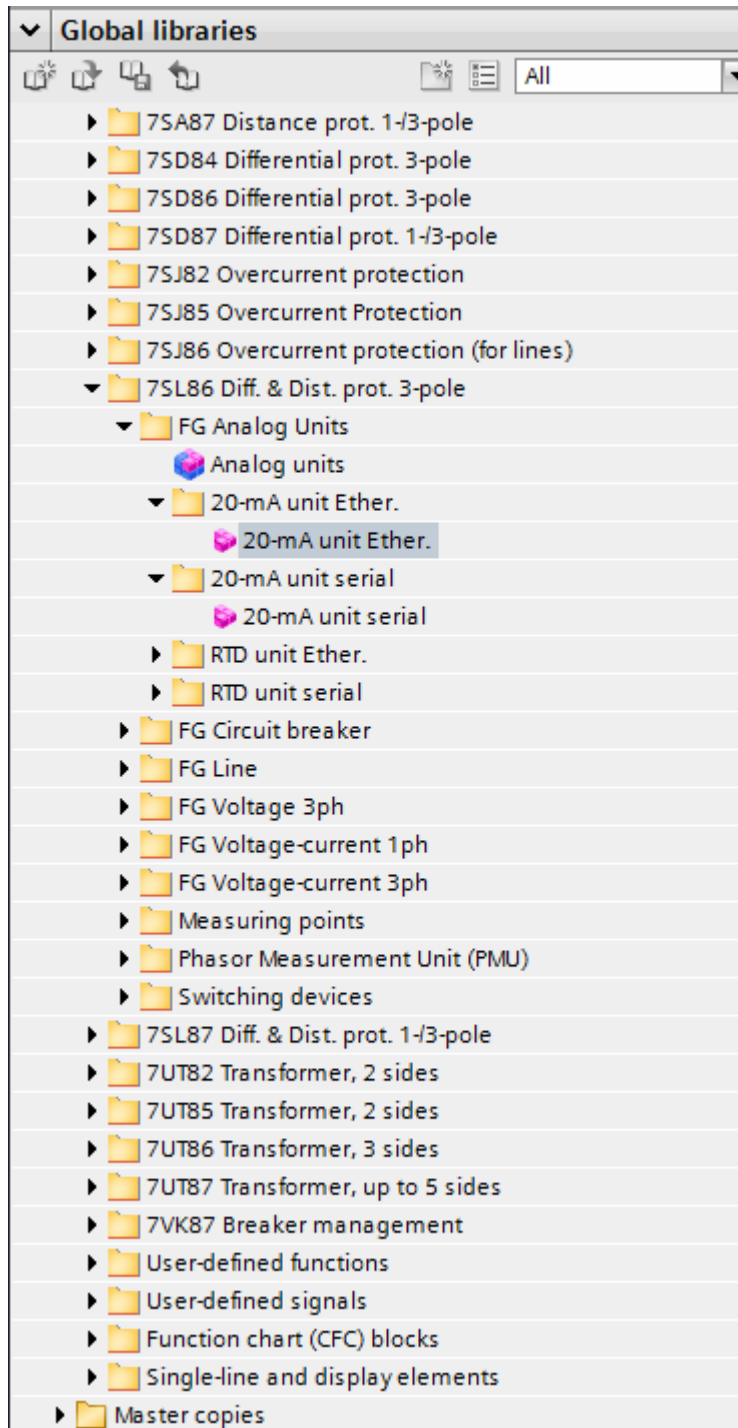 Global libraries
All
7SA87 Distance prot. 1-/3-pole
7SD84 Differential prot. 3-pole
7SD86 Differential prot. 3-pole
7SD87 Differential prot. 1-/3-pole
7SJ82 Overcurrent protection
7SJ85 Overcurrent Protection
7SJ86 Overcurrent protection (for lines)
7SL86 Diff. & Dist. prot. 3-pole
FG Analog Units
Analog units
20-mA unit Ether.
20-mA unit Ether.
20-mA unit serial
20-mA unit serial
RTD unit Ether.
RTD unit serial
FG Circuit breaker
FG Line
FG Voltage 3ph
FG Voltage-current 1ph
FG Voltage-current 3ph
Measuring points
Phasor Measurement Unit (PMU)
Switching devices
7SL87 Diff. & Dist. prot. 1-/3-pole
7UT82 Transformer, 2 sides
7UT85 Transformer, 2 sides
7UT86 Transformer, 3 sides
7UT87 Transformer, up to 5 sides
7VK87 Breaker management
User-defined functions
User-defined signals
Function chart (CFC) blocks
Single-line and display elements
Master copies